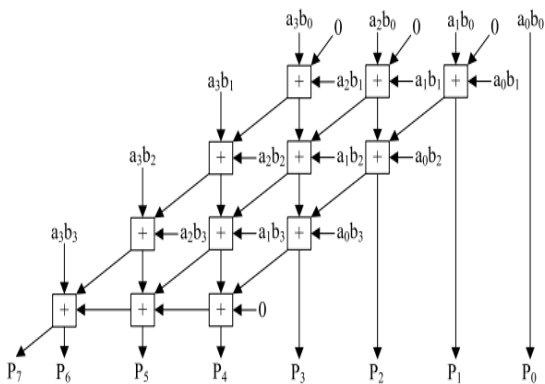 a₃b₀ 0 a₂b₀ 0 a₁b₀ 0 a₀b₀
a₃b₁ + a₂b₁ + a₁b₁ + a₀b₁
a₃b₂ + a₂b₂ + a₁b₂ + a₀b₂
a₃b₃ + a₂b₃ + a₁b₃ + a₀b₃
+ + + 0
P₇ P₆ P₅ P₄ P₃ P₂ P₁ P₀